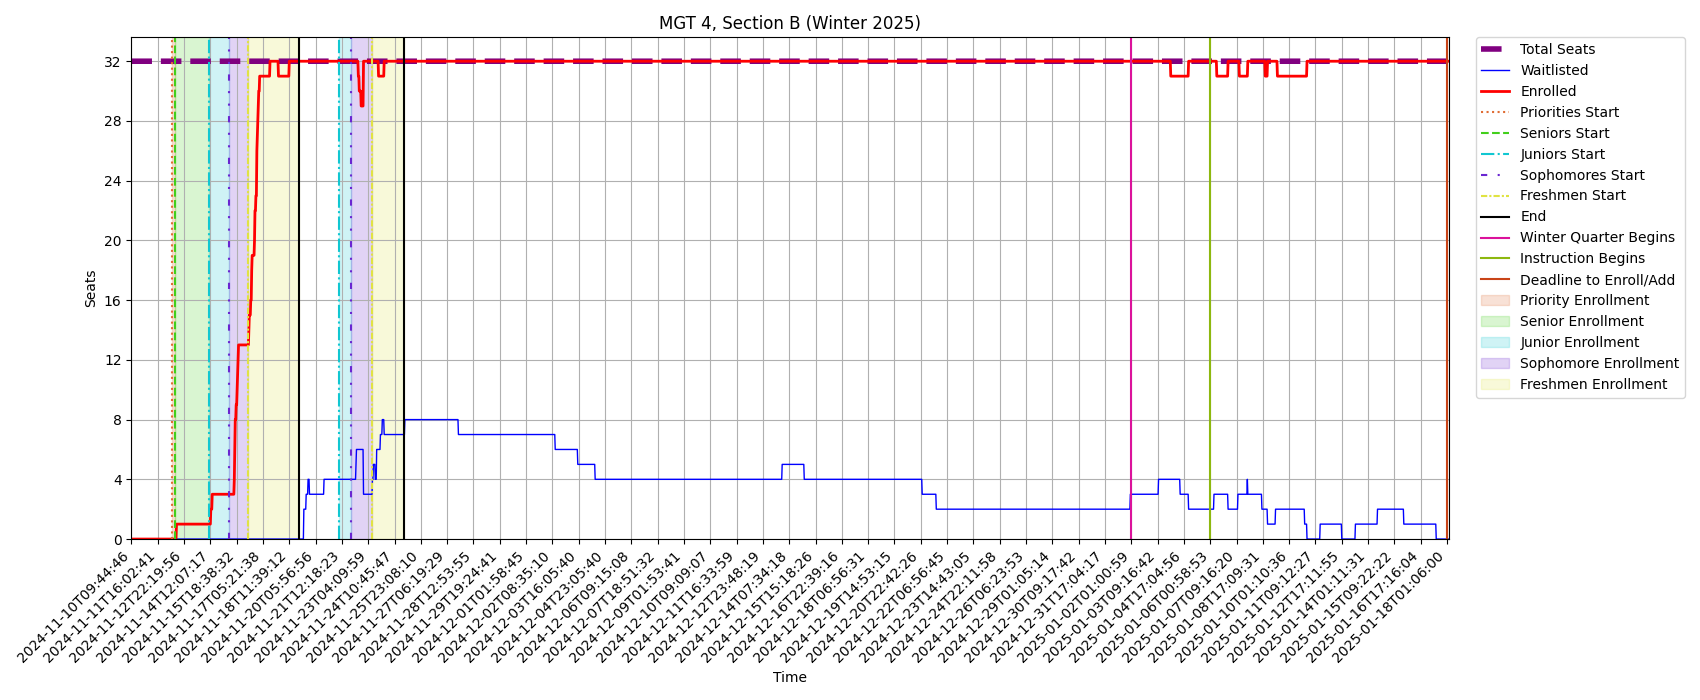 MGT 4, Section B (Winter 2025)
Seats
32
28
24
20
16
12
8
4
0
2024-11-10T09:44:46
2024-11-11T16:02:41
2024-11-12T22:19:56
2024-11-14T12:07:17
2024-11-15T18:38:32
2024-11-17T05:21:38
2024-11-18T11:39:12
2024-11-20T05:56:56
2024-11-21T12:18:23
2024-11-23T04:09:59
2024-11-24T10:45:47
2024-11-25T23:08:10
2024-11-27T06:19:29
2024-11-28T12:53:55
2024-11-29T19:24:41
2024-12-01T01:58:45
2024-12-02T08:35:10
2024-12-03T16:05:40
2024-12-04T23:05:40
2024-12-06T09:15:08
2024-12-07T18:51:32
2024-12-09T01:53:41
2024-12-10T09:09:07
2024-12-11T16:33:59
2024-12-12T23:48:19
2024-12-14T07:34:18
2024-12-15T15:18:26
2024-12-16T22:39:16
2024-12-18T06:56:31
2024-12-19T14:53:15
2024-12-20T22:42:26
2024-12-22T06:56:45
2024-12-23T14:43:05
2024-12-24T22:11:58
2024-12-26T06:23:53
2024-12-29T01:05:14
2024-12-30T09:17:42
2024-12-31T17:04:17
2025-01-02T01:00:59
2025-01-03T09:16:42
2025-01-04T17:04:56
2025-01-06T00:58:53
2025-01-07T09:16:20
2025-01-08T17:09:31
2025-01-10T01:10:36
2025-01-11T09:12:27
2025-01-12T17:11:55
2025-01-14T01:11:31
2025-01-15T09:22:22
2025-01-16T17:16:04
2025-01-18T01:06:00
Time
Total Seats
Waitlisted
Enrolled
Priorities Start
Seniors Start
Juniors Start
Sophomores Start
Freshmen Start
End
Winter Quarter Begins
Instruction Begins
Deadline to Enroll/Add
Priority Enrollment
Senior Enrollment
Junior Enrollment
Sophomore Enrollment
Freshmen Enrollment